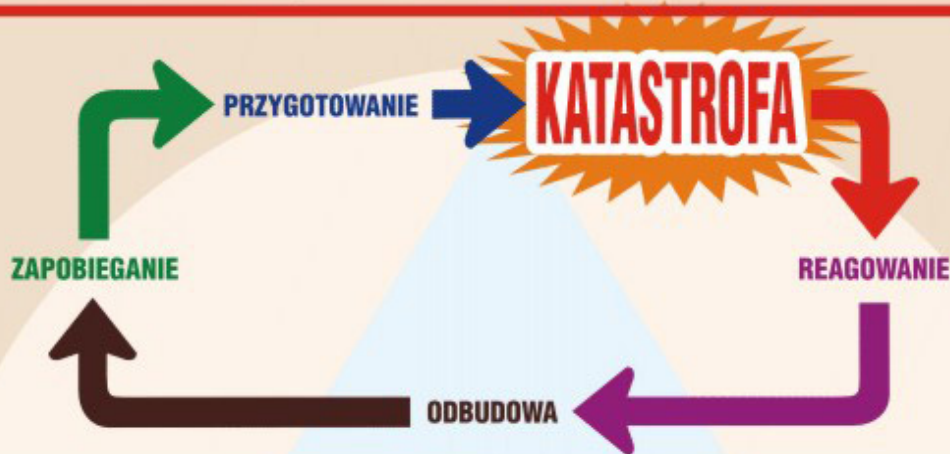 PRZYGOTOWANIE
KATASTROFA
ZAPOBIEGANIE
REAGOWANIE
ODBUDOWA